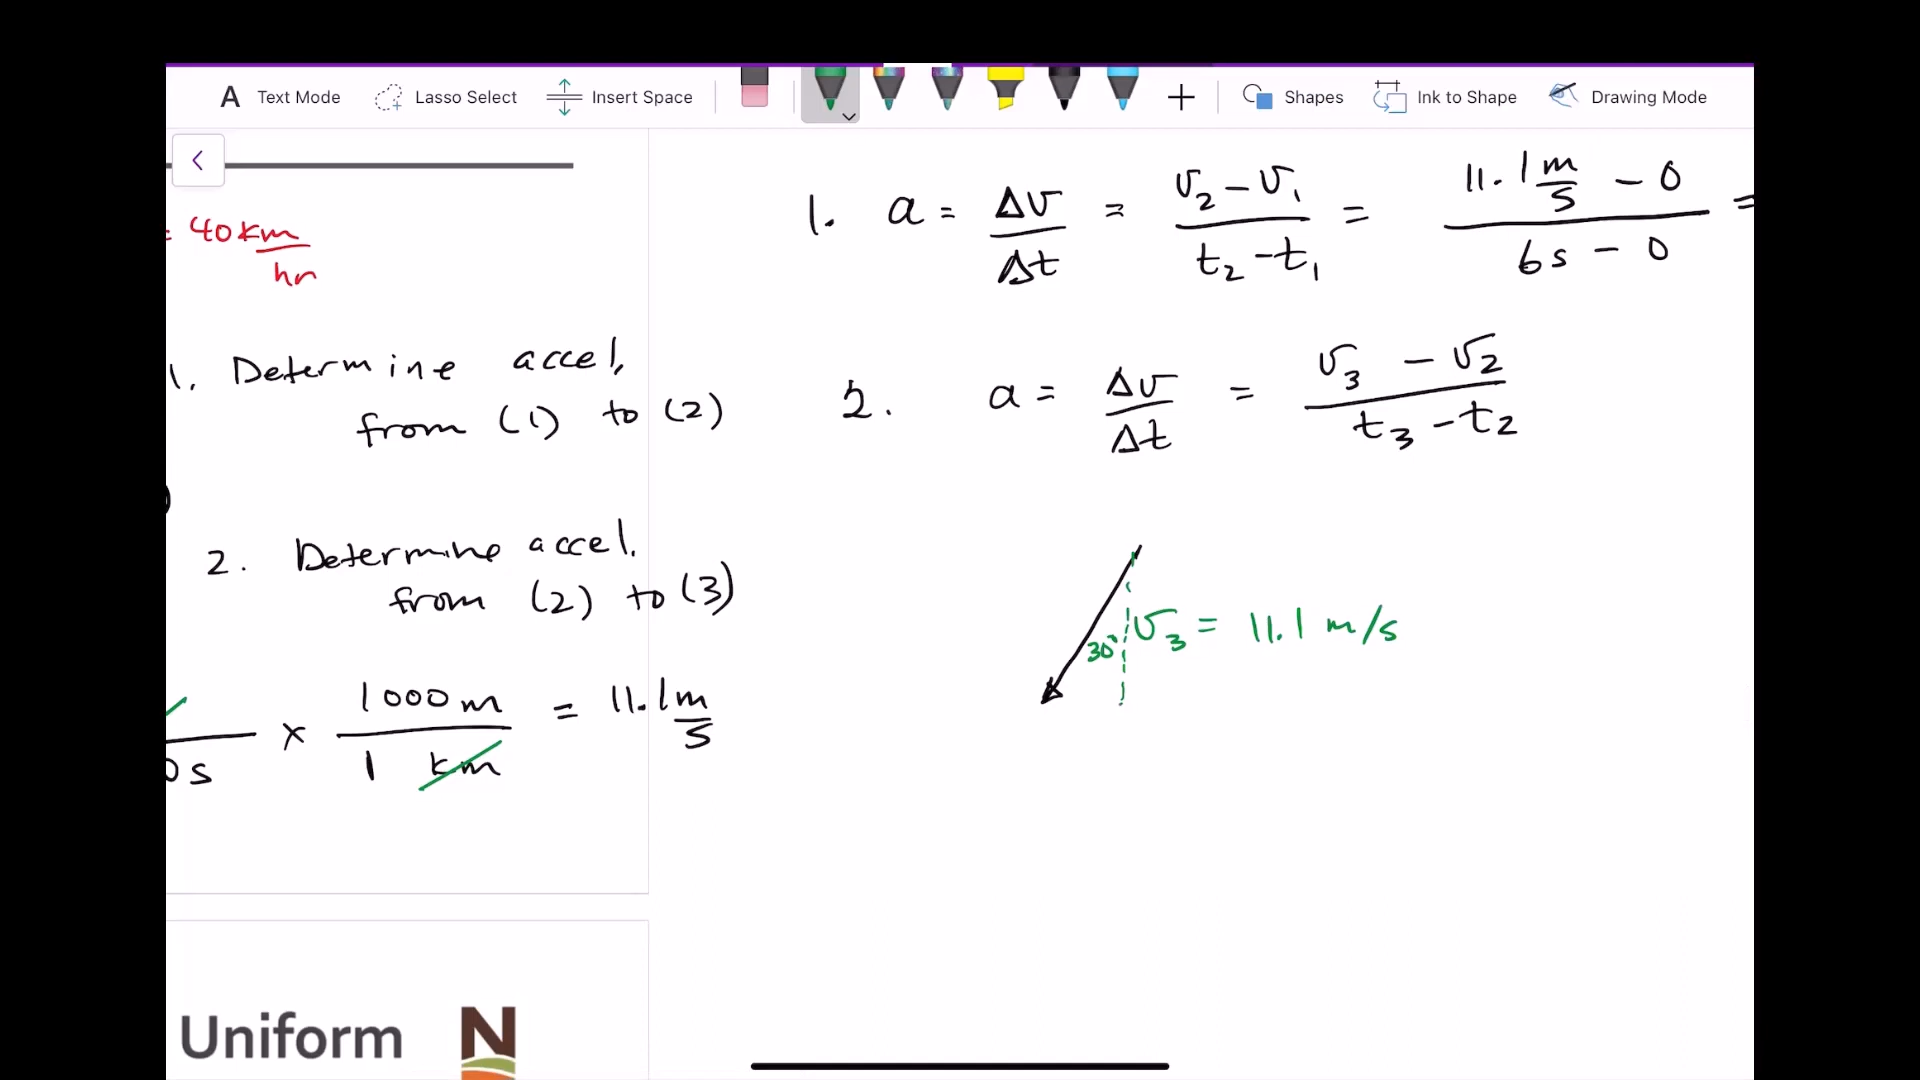 A Text Mode Lasso Select Insert Space Shapes Ink to Shape Drawing Mode
= 40 km/hr
1. Determine accel.
from (1) to (2)
2. Determine accel.
from (2) to (3)
0s × 1000 m / 1 km = 11.1 m/s
Uniform N
1. a = Δv/Δt = v₂ - v₁ / t₂ - t₁ = 11.1 m/s - 0 / 6s - 0 =
2. a = Δv/Δt = v₃ - v₂ / t₃ - t₂
30° v₃ = 11.1 m/s